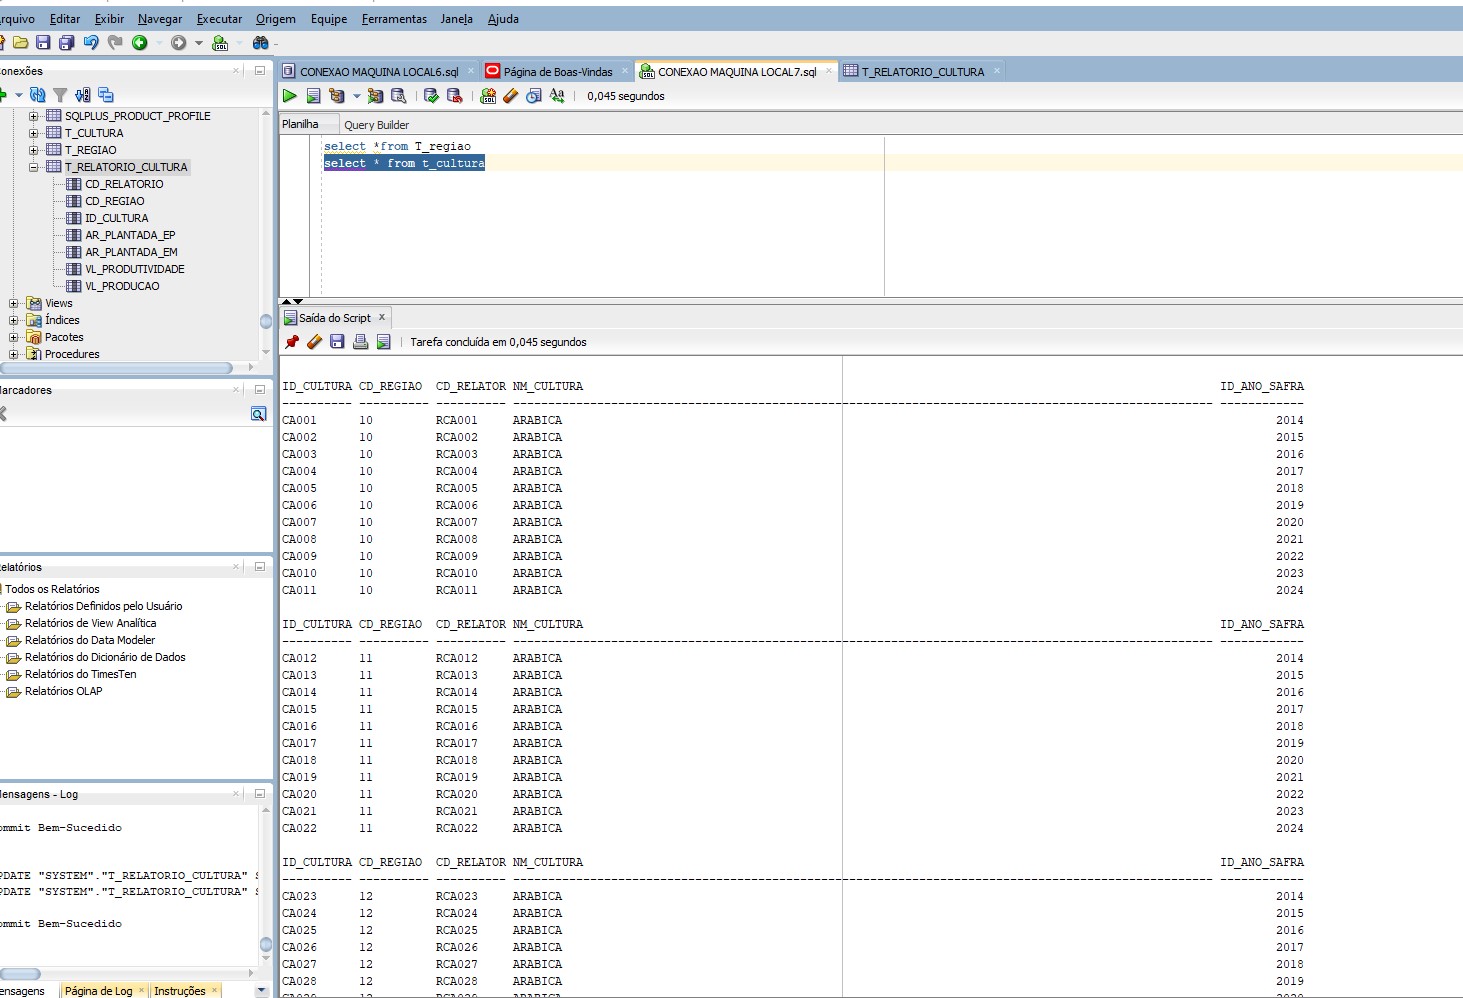 rquivo Editar Exibir Navegar Executar Origem Equipe Ferramentas Janela Ajuda
onexões
SQLPLUS_PRODUCT_PROFILE
T_CULTURA
T_REGIAO
T_RELATORIO_CULTURA
CD_RELATORIO
CD_REGIAO
ID_CULTURA
AR_PLANTADA_EP
AR_PLANTADA_EM
VL_PRODUTIVIDADE
VL_PRODUCAO
Views
Índices
Pacotes
Procedures
larcadores
elatórios
Todos os Relatórios
Relatórios Definidos pelo Usuário
Relatórios de View Analítica
Relatórios do Data Modeler
Relatórios do Dicionário de Dados
Relatórios do TimesTen
Relatórios OLAP
lensagens - Log
ommit Bem-Sucedido
PDATE "SYSTEM"."T_RELATORIO_CULTURA" S
PDATE "SYSTEM"."T_RELATORIO_CULTURA" S
ommit Bem-Sucedido
ensagens Página de Log Instruções
CONEXAO MAQUINA LOCAL6.sql Página de Boas-Vindas CONEXAO MAQUINA LOCAL7.sql T_RELATORIO_CULTURA
0,045 segundos
Planilha Query Builder
select *from T_regiao
select * from t_cultura
Saída do Script
Tarefa concluída em 0,045 segundos
ID_CULTURA CD_REGIAO CD_RELATOR NM_CULTURA ID_ANO_SAFRA
CA001 10 RCA001 ARABICA 2014
CA002 10 RCA002 ARABICA 2015
CA003 10 RCA003 ARABICA 2016
CA004 10 RCA004 ARABICA 2017
CA005 10 RCA005 ARABICA 2018
CA006 10 RCA006 ARABICA 2019
CA007 10 RCA007 ARABICA 2020
CA008 10 RCA008 ARABICA 2021
CA009 10 RCA009 ARABICA 2022
CA010 10 RCA010 ARABICA 2023
CA011 10 RCA011 ARABICA 2024
ID_CULTURA CD_REGIAO CD_RELATOR NM_CULTURA ID_ANO_SAFRA
CA012 11 RCA012 ARABICA 2014
CA013 11 RCA013 ARABICA 2015
CA014 11 RCA014 ARABICA 2016
CA015 11 RCA015 ARABICA 2017
CA016 11 RCA016 ARABICA 2018
CA017 11 RCA017 ARABICA 2019
CA018 11 RCA018 ARABICA 2020
CA019 11 RCA019 ARABICA 2021
CA020 11 RCA020 ARABICA 2022
CA021 11 RCA021 ARABICA 2023
CA022 11 RCA022 ARABICA 2024
ID_CULTURA CD_REGIAO CD_RELATOR NM_CULTURA ID_ANO_SAFRA
CA023 12 RCA023 ARABICA 2014
CA024 12 RCA024 ARABICA 2015
CA025 12 RCA025 ARABICA 2016
CA026 12 RCA026 ARABICA 2017
CA027 12 RCA027 ARABICA 2018
CA028 12 RCA028 ARABICA 2019